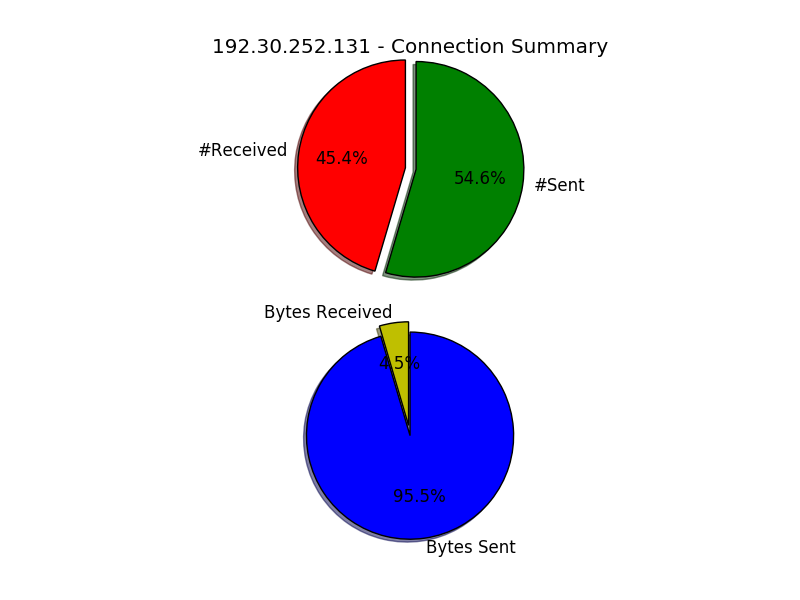 192.30.252.131 - Connection Summary
#Received
45.4%
54.6%
#Sent
Bytes Received
4.5%
95.5%
Bytes Sent